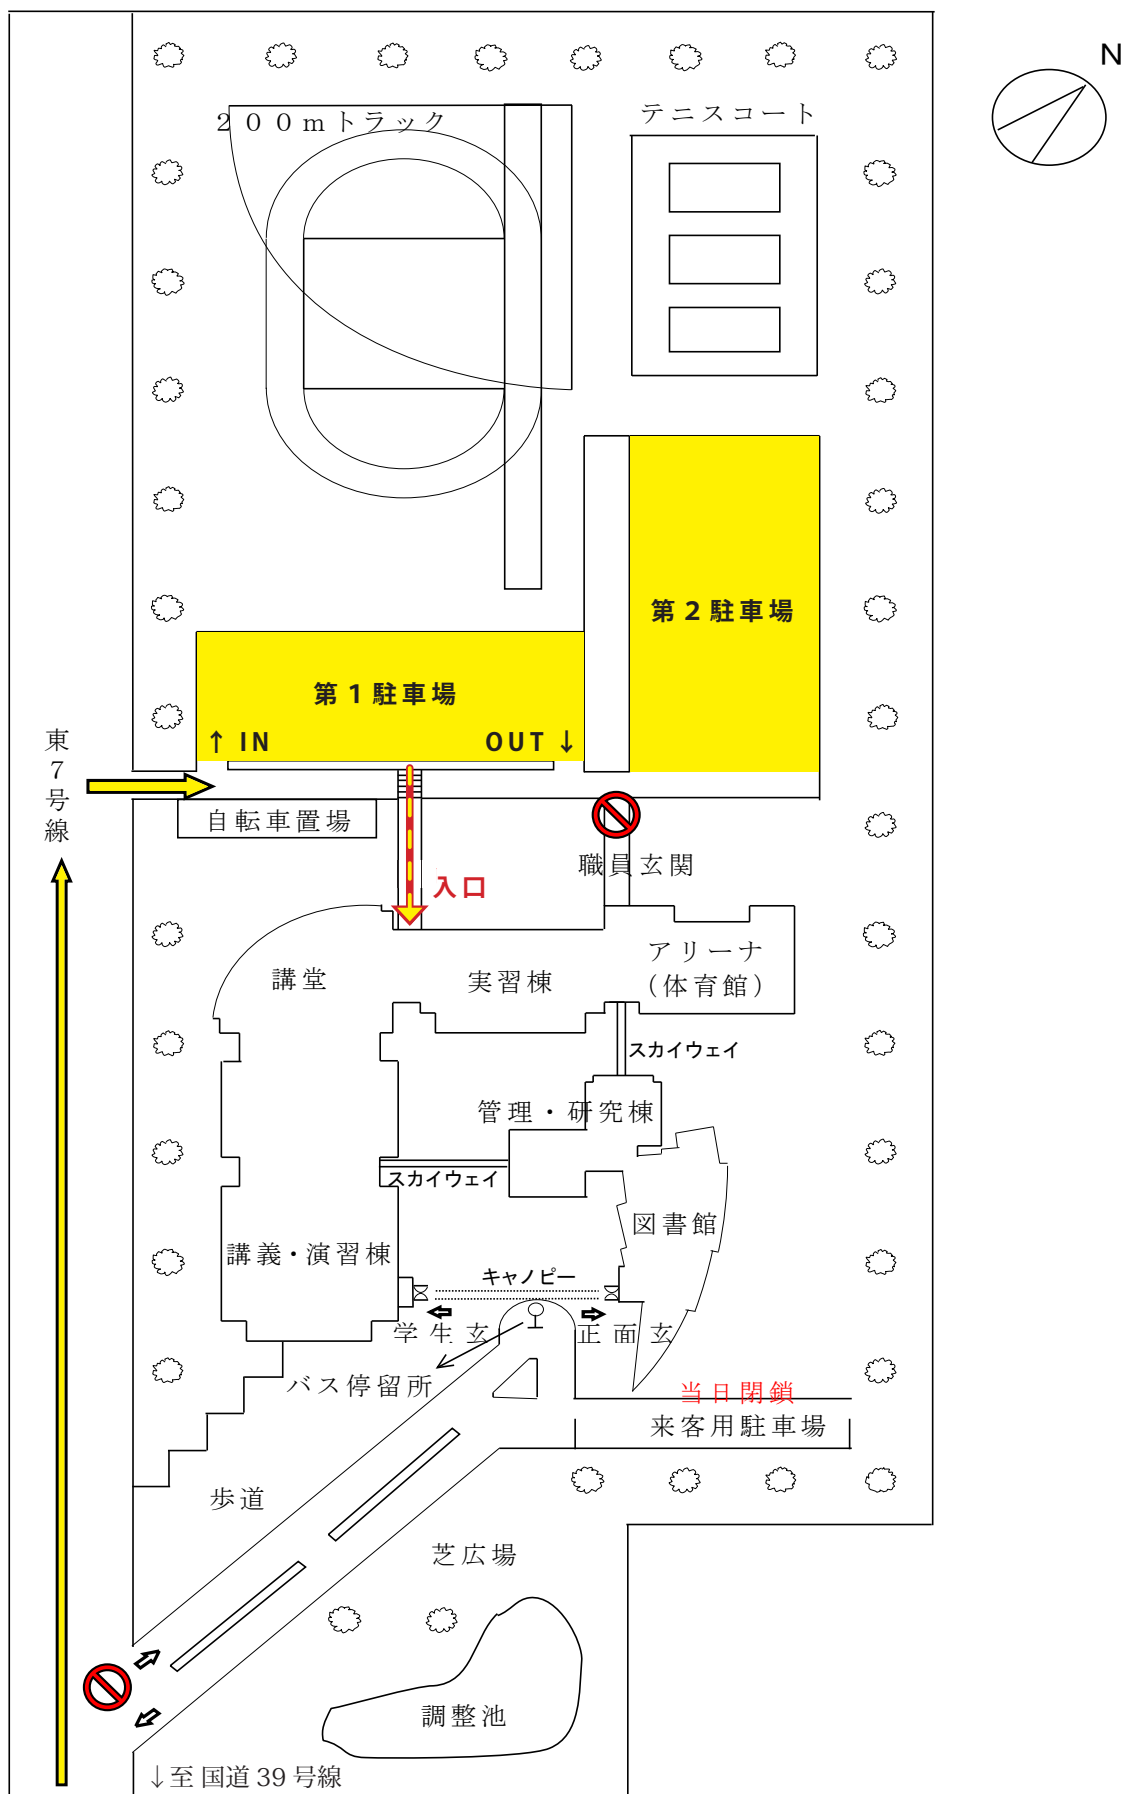 N
200mトラック
テニスコート
第2駐車場
第1駐車場
↑ IN
OUT ↓
東7号線
自転車置場
職員玄関
入口
アリーナ
(体育館)
講堂
実習棟
スカイウェイ
管理・研究棟
スカイウェイ
図書館
講義・演習棟
キャノピー
学生玄
正面玄
バス停留所
当日閉鎖
来客用駐車場
歩道
芝広場
調整池
↓至 国道 39 号線